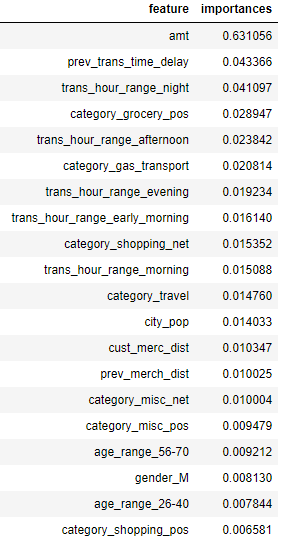 feature importances
amt 0.631056
prev_trans_time_delay 0.043366
trans_hour_range_night 0.041097
category_grocery_pos 0.028947
trans_hour_range_afternoon 0.023842
category_gas_transport 0.020814
trans_hour_range_evening 0.019234
trans_hour_range_early_morning 0.016140
category_shopping_net 0.015352
trans_hour_range_morning 0.015088
category_travel 0.014760
city_pop 0.014033
cust_merc_dist 0.010347
prev_merch_dist 0.010025
category_misc_net 0.010004
category_misc_pos 0.009479
age_range_56-70 0.009212
gender_M 0.008130
age_range_26-40 0.007844
category_shopping_pos 0.006581